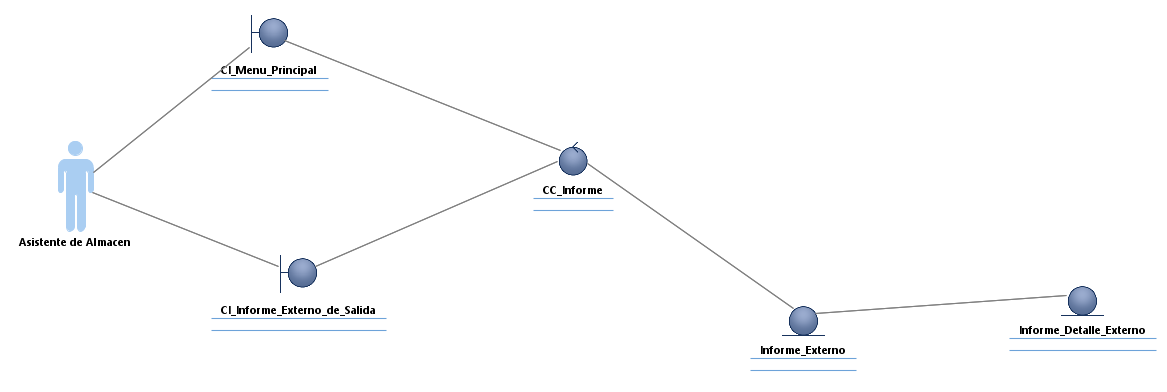 CI_Menu_Principal
CC_Informe
Asistente de Almacen
CI_Informe_Externo_de_Salida
Informe_Externo
Informe_Detalle_Externo